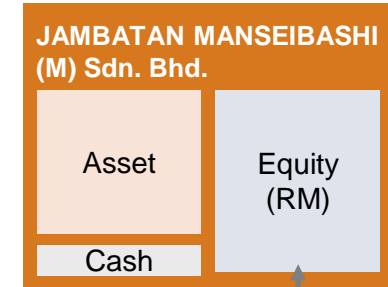 JAMBATAN MANSEIBASHI
(M) Sdn. Bhd.
Asset
Equity
(RM)
Cash